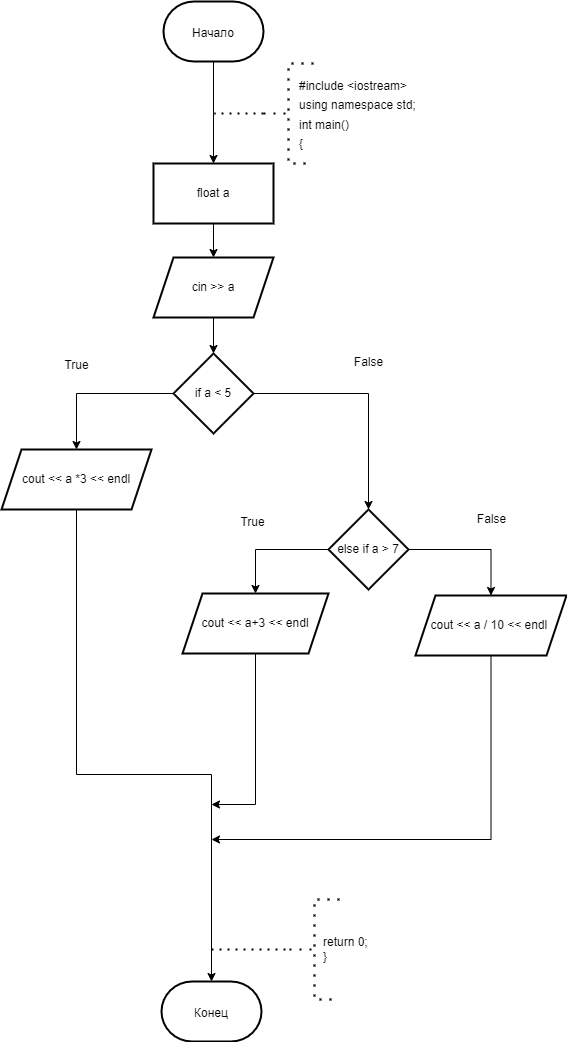 Начало
#include <iostream>
using namespace std;
int main()
{
float a
cin >> a
True
False
if a < 5
cout << a *3 << endl
True
False
else if a > 7
cout << a+3 << endl
cout << a / 10 << endl
return 0;
}
Конец